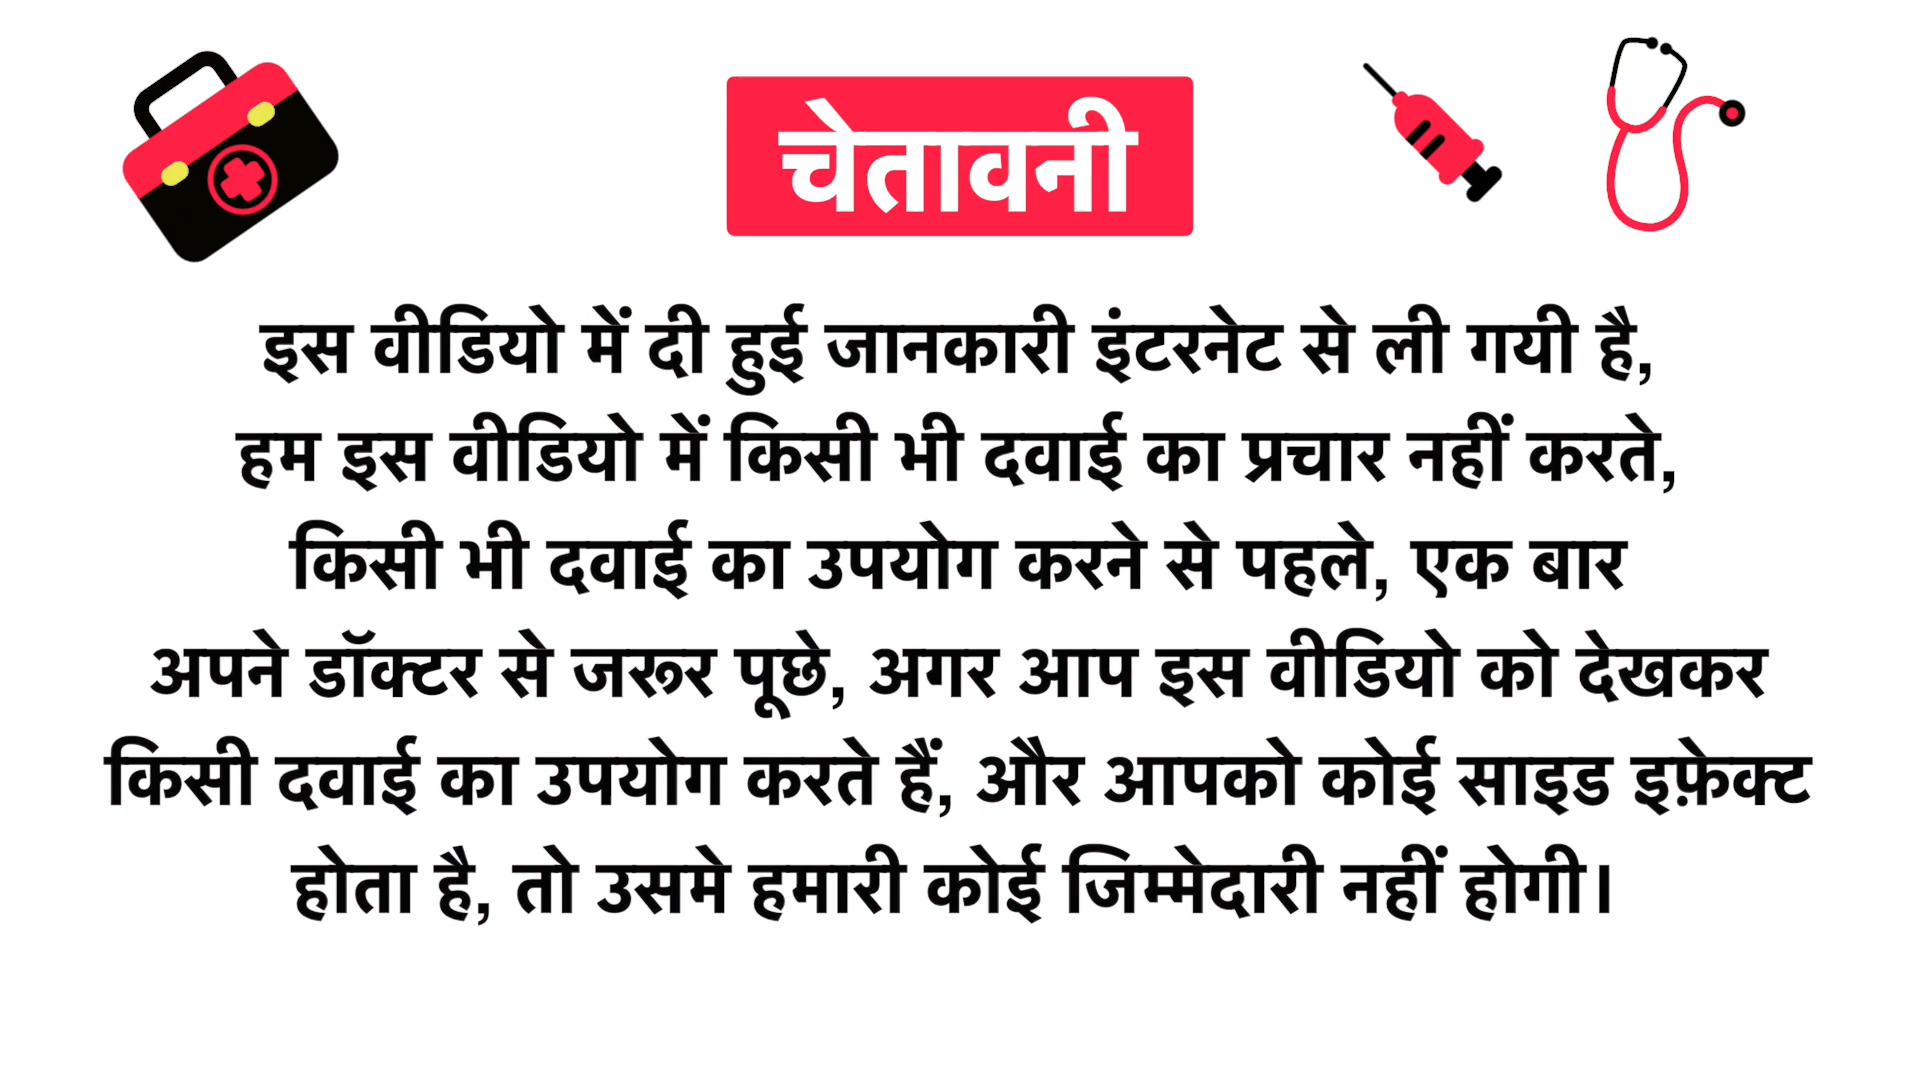 चेतावनी
इस वीडियो में दी हुई जानकारी इंटरनेट से ली गयी है,
हम इस वीडियो में किसी भी दवाई का प्रचार नहीं करते,
किसी भी दवाई का उपयोग करने से पहले, एक बार
अपने डॉक्टर से जरूर पूछे, अगर आप इस वीडियो को देखकर
किसी दवाई का उपयोग करते हैं, और आपको कोई साइड इफ़ेक्ट
होता है, तो उसमे हमारी कोई जिम्मेदारी नहीं होगी।